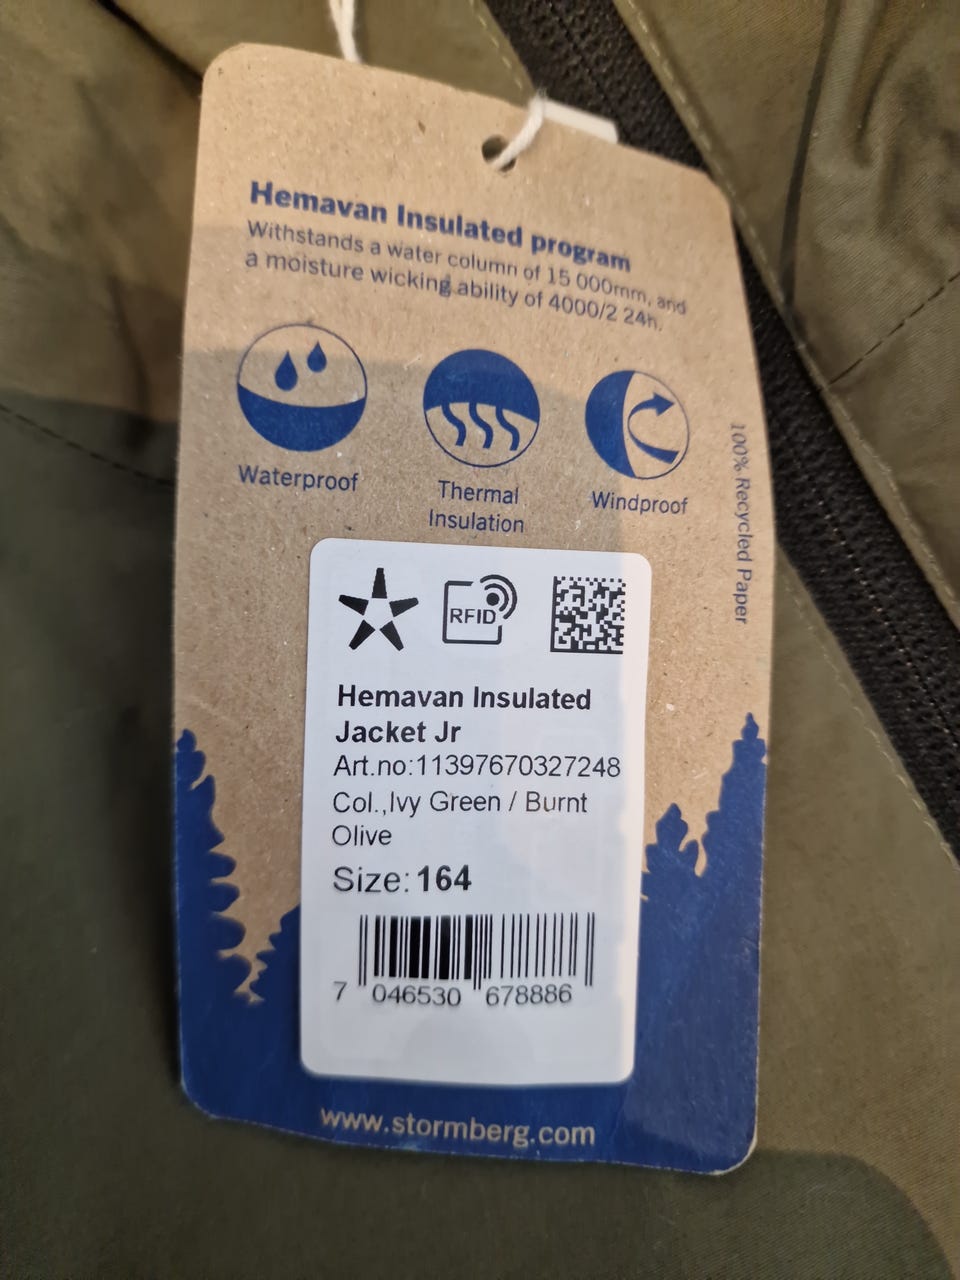 Hemavan Insulated program
Withstands a water column of 15 000mm, and
a moisture wicking ability of 4000/2 24h.
Waterproof
Thermal
Insulation
Windproof
100% Recycled Paper
RFID
Hemavan Insulated
Jacket Jr
Art.no:11397670327248
Col.,Ivy Green / Burnt
Olive
Size: 164
7 046530 678886
www.stormberg.com